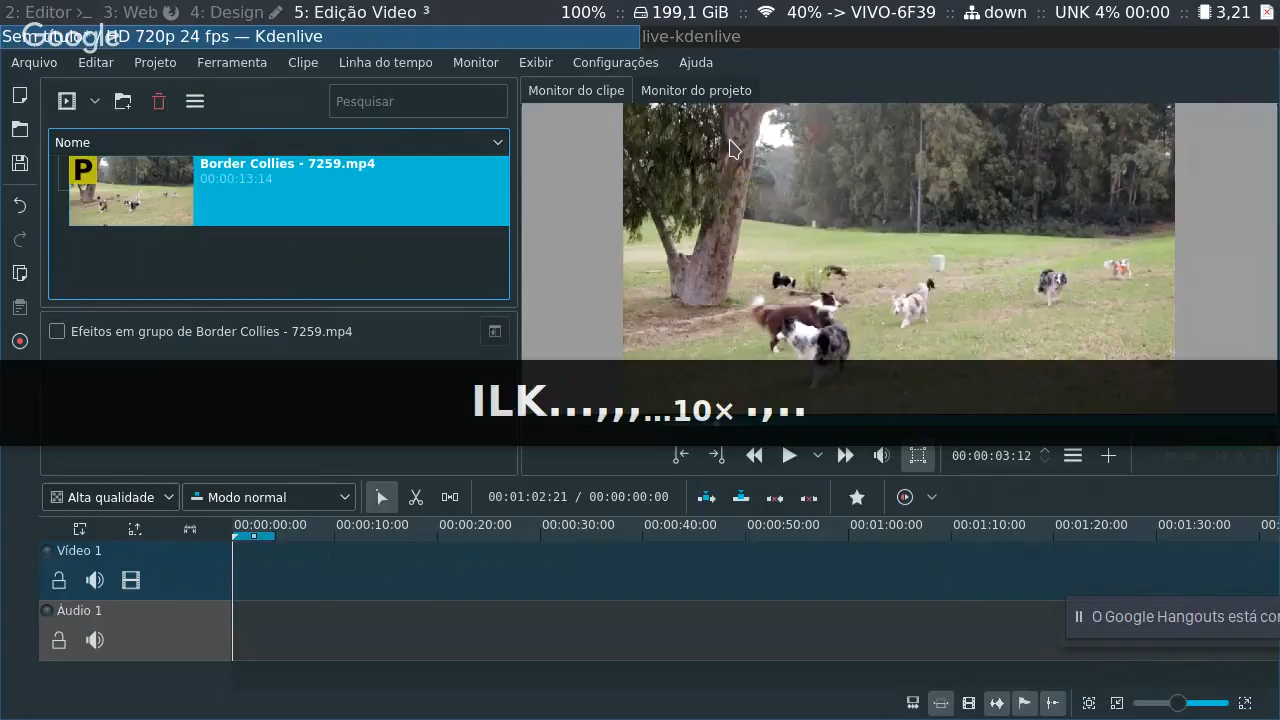 2: Editor 3: Web 4: Design 5: Edição Video ³ 100% :: 199,1 GiB :: 40% -> VIVO-6F39 :: down :: UNK 4% 00:00 :: 3,21
Google
HD 720p 24 fps — Kdenlive
live-kdenlive
Arquivo Editar Projeto Ferramenta Clipe Linha do tempo Monitor Exibir Configurações Ajuda
Pesquisar
Monitor do clipe Monitor do projeto
Nome
P
Border Collies - 7259.mp4
00:00:13:14
Efeitos em grupo de Border Collies - 7259.mp4
ILK...,,,...10× .,..
00:00:03:12
Alta qualidade Modo normal 00:01:02:21 / 00:00:00:00
00:00:00:00 00:00:10:00 00:00:20:00 00:00:30:00 00:00:40:00 00:00:50:00 00:01:00:00 00:01:10:00 00:01:20:00 00:01:30:00 00:
Vídeo 1
Áudio 1
O Google Hangouts está co